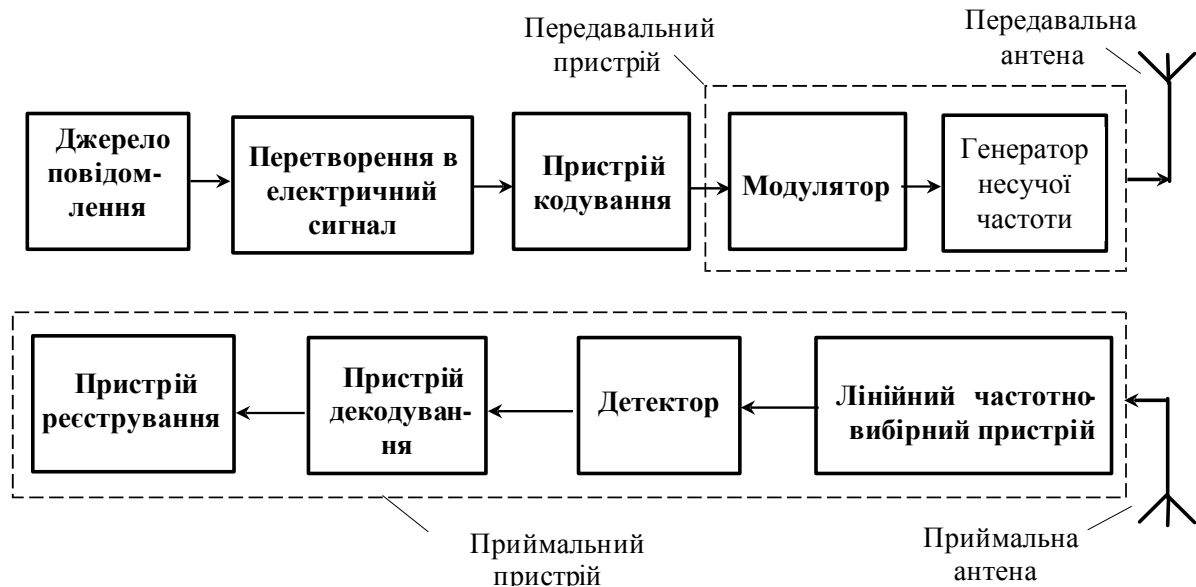 Передавальний
пристрій
Передавальна
антена
Джерело
повідом-
лення
Перетворення в
електричний
сигнал
Пристрій
кодування
Модулятор
Генератор
несучої
частоти
Пристрій
реєстрування
Пристрій
декодуван-
ня
Детектор
Лінійний частотно-
вибірний пристрій
Приймальний
пристрій
Приймальна
антена